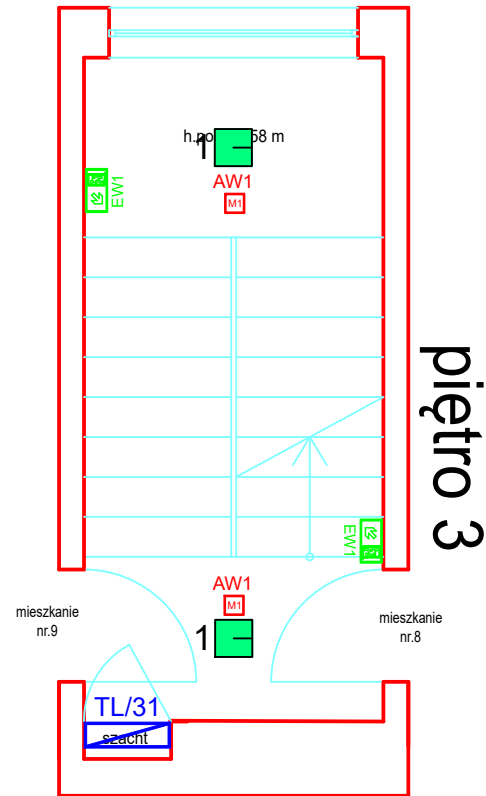 h.po 58 m
1
AW1
M1
EW1
piętro 3
EW1
AW1
M1
1
mieszkanie
nr.9
mieszkanie
nr.8
TL/31
szacht